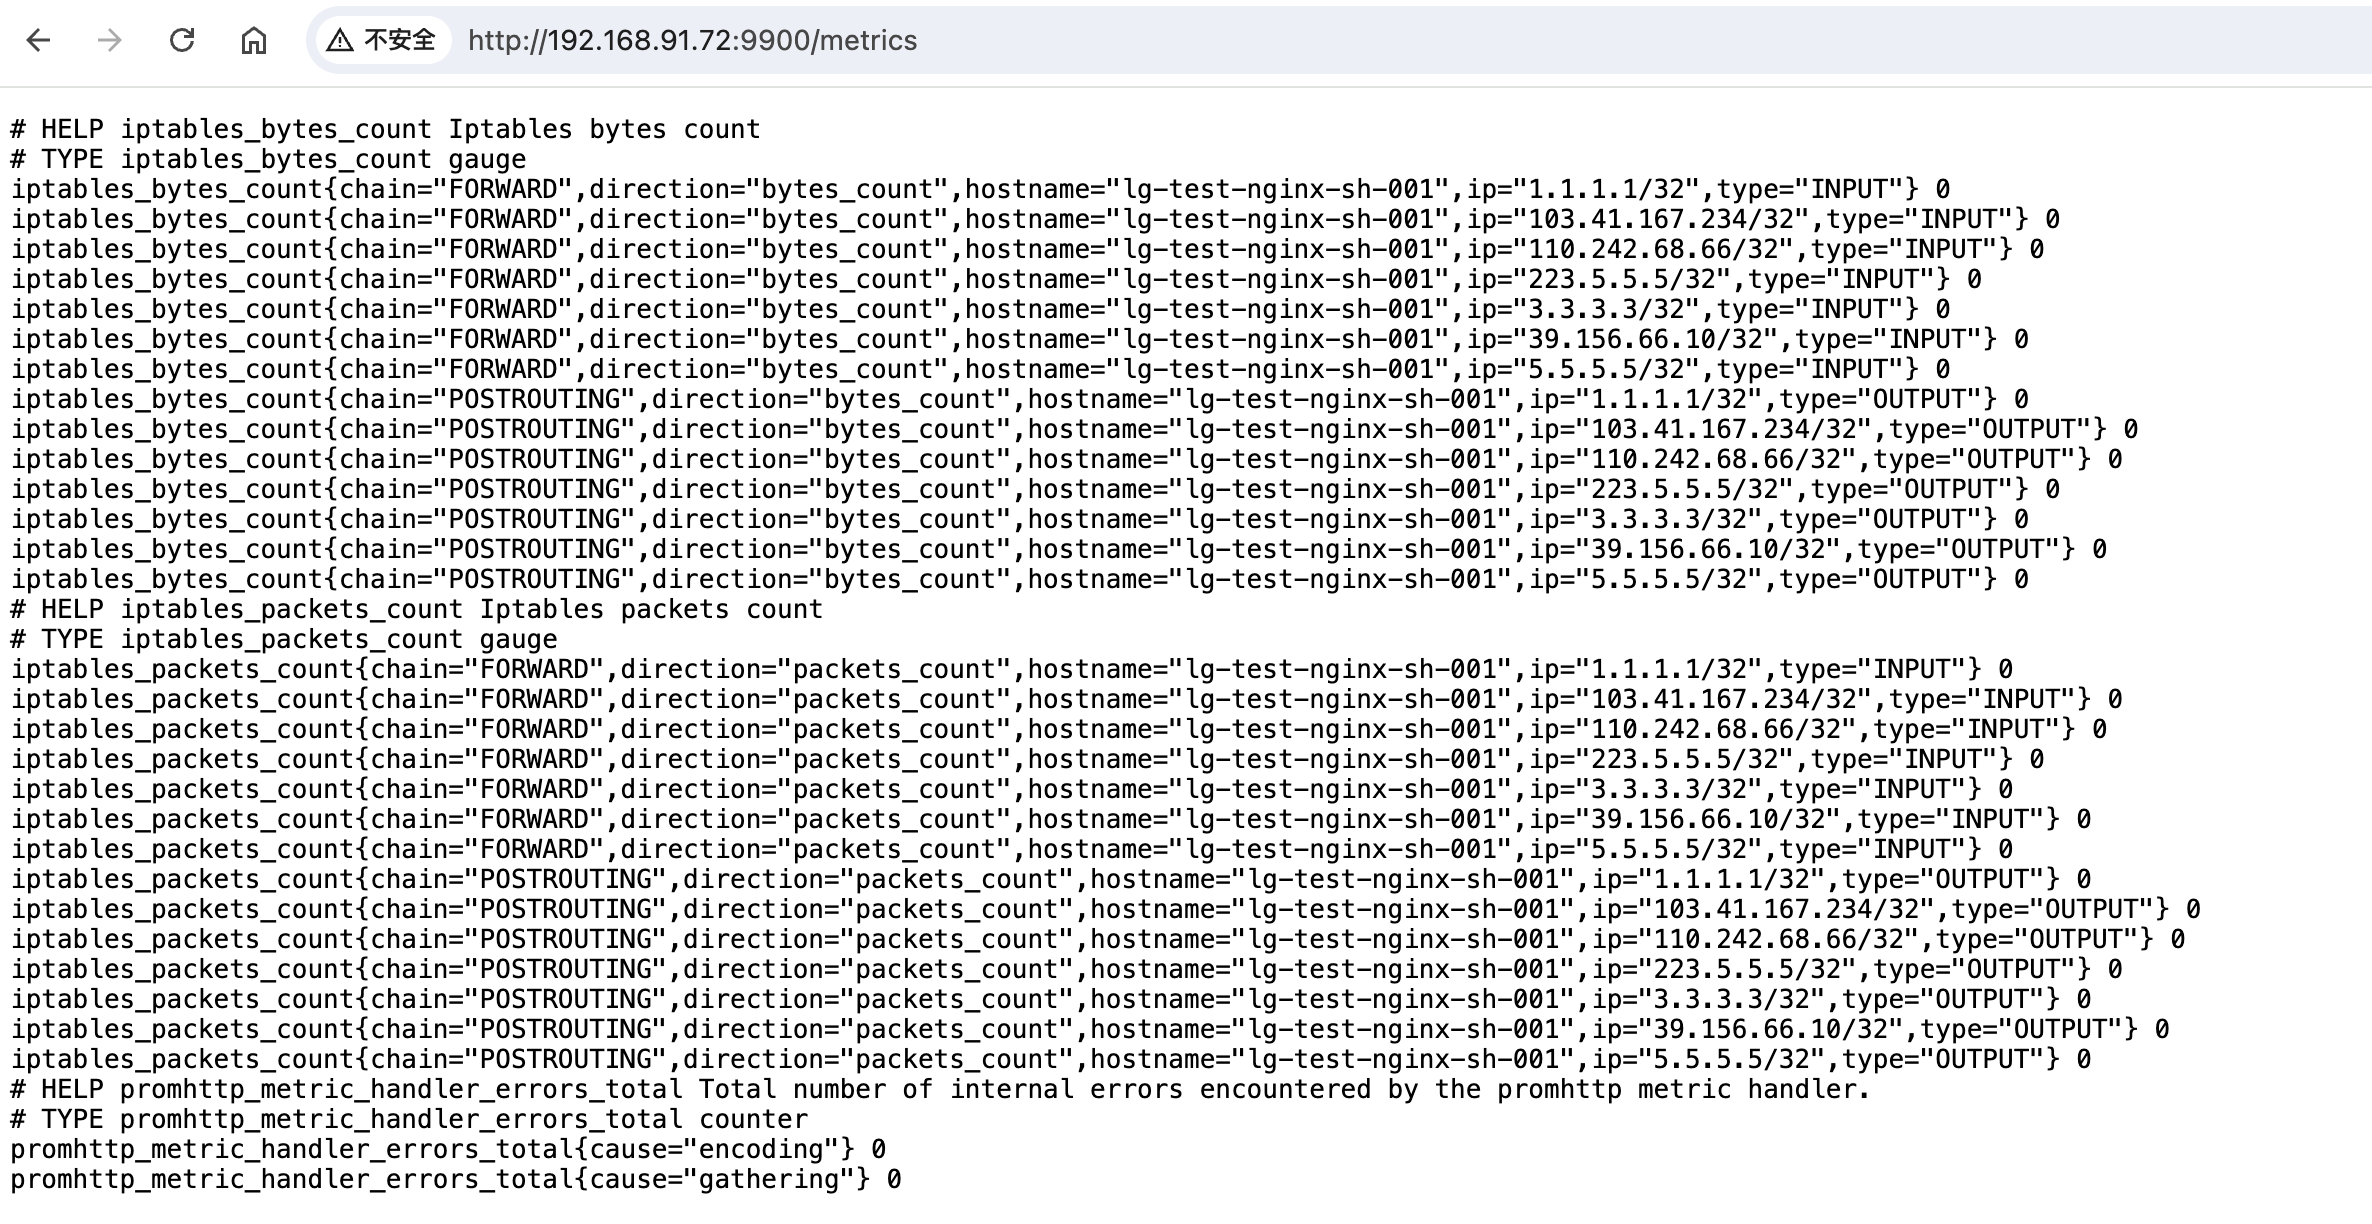 不安全 http://192.168.91.72:9900/metrics
# HELP iptables_bytes_count Iptables bytes count
# TYPE iptables_bytes_count gauge
iptables_bytes_count{chain="FORWARD",direction="bytes_count",hostname="lg-test-nginx-sh-001",ip="1.1.1.1/32",type="INPUT"} 0
iptables_bytes_count{chain="FORWARD",direction="bytes_count",hostname="lg-test-nginx-sh-001",ip="103.41.167.234/32",type="INPUT"} 0
iptables_bytes_count{chain="FORWARD",direction="bytes_count",hostname="lg-test-nginx-sh-001",ip="110.242.68.66/32",type="INPUT"} 0
iptables_bytes_count{chain="FORWARD",direction="bytes_count",hostname="lg-test-nginx-sh-001",ip="223.5.5.5/32",type="INPUT"} 0
iptables_bytes_count{chain="FORWARD",direction="bytes_count",hostname="lg-test-nginx-sh-001",ip="3.3.3.3/32",type="INPUT"} 0
iptables_bytes_count{chain="FORWARD",direction="bytes_count",hostname="lg-test-nginx-sh-001",ip="39.156.66.10/32",type="INPUT"} 0
iptables_bytes_count{chain="FORWARD",direction="bytes_count",hostname="lg-test-nginx-sh-001",ip="5.5.5.5/32",type="INPUT"} 0
iptables_bytes_count{chain="POSTROUTING",direction="bytes_count",hostname="lg-test-nginx-sh-001",ip="1.1.1.1/32",type="OUTPUT"} 0
iptables_bytes_count{chain="POSTROUTING",direction="bytes_count",hostname="lg-test-nginx-sh-001",ip="103.41.167.234/32",type="OUTPUT"} 0
iptables_bytes_count{chain="POSTROUTING",direction="bytes_count",hostname="lg-test-nginx-sh-001",ip="110.242.68.66/32",type="OUTPUT"} 0
iptables_bytes_count{chain="POSTROUTING",direction="bytes_count",hostname="lg-test-nginx-sh-001",ip="223.5.5.5/32",type="OUTPUT"} 0
iptables_bytes_count{chain="POSTROUTING",direction="bytes_count",hostname="lg-test-nginx-sh-001",ip="3.3.3.3/32",type="OUTPUT"} 0
iptables_bytes_count{chain="POSTROUTING",direction="bytes_count",hostname="lg-test-nginx-sh-001",ip="39.156.66.10/32",type="OUTPUT"} 0
iptables_bytes_count{chain="POSTROUTING",direction="bytes_count",hostname="lg-test-nginx-sh-001",ip="5.5.5.5/32",type="OUTPUT"} 0
# HELP iptables_packets_count Iptables packets count
# TYPE iptables_packets_count gauge
iptables_packets_count{chain="FORWARD",direction="packets_count",hostname="lg-test-nginx-sh-001",ip="1.1.1.1/32",type="INPUT"} 0
iptables_packets_count{chain="FORWARD",direction="packets_count",hostname="lg-test-nginx-sh-001",ip="103.41.167.234/32",type="INPUT"} 0
iptables_packets_count{chain="FORWARD",direction="packets_count",hostname="lg-test-nginx-sh-001",ip="110.242.68.66/32",type="INPUT"} 0
iptables_packets_count{chain="FORWARD",direction="packets_count",hostname="lg-test-nginx-sh-001",ip="223.5.5.5/32",type="INPUT"} 0
iptables_packets_count{chain="FORWARD",direction="packets_count",hostname="lg-test-nginx-sh-001",ip="3.3.3.3/32",type="INPUT"} 0
iptables_packets_count{chain="FORWARD",direction="packets_count",hostname="lg-test-nginx-sh-001",ip="39.156.66.10/32",type="INPUT"} 0
iptables_packets_count{chain="FORWARD",direction="packets_count",hostname="lg-test-nginx-sh-001",ip="5.5.5.5/32",type="INPUT"} 0
iptables_packets_count{chain="POSTROUTING",direction="packets_count",hostname="lg-test-nginx-sh-001",ip="1.1.1.1/32",type="OUTPUT"} 0
iptables_packets_count{chain="POSTROUTING",direction="packets_count",hostname="lg-test-nginx-sh-001",ip="103.41.167.234/32",type="OUTPUT"} 0
iptables_packets_count{chain="POSTROUTING",direction="packets_count",hostname="lg-test-nginx-sh-001",ip="110.242.68.66/32",type="OUTPUT"} 0
iptables_packets_count{chain="POSTROUTING",direction="packets_count",hostname="lg-test-nginx-sh-001",ip="223.5.5.5/32",type="OUTPUT"} 0
iptables_packets_count{chain="POSTROUTING",direction="packets_count",hostname="lg-test-nginx-sh-001",ip="3.3.3.3/32",type="OUTPUT"} 0
iptables_packets_count{chain="POSTROUTING",direction="packets_count",hostname="lg-test-nginx-sh-001",ip="39.156.66.10/32",type="OUTPUT"} 0
iptables_packets_count{chain="POSTROUTING",direction="packets_count",hostname="lg-test-nginx-sh-001",ip="5.5.5.5/32",type="OUTPUT"} 0
# HELP promhttp_metric_handler_errors_total Total number of internal errors encountered by the promhttp metric handler.
# TYPE promhttp_metric_handler_errors_total counter
promhttp_metric_handler_errors_total{cause="encoding"} 0
promhttp_metric_handler_errors_total{cause="gathering"} 0